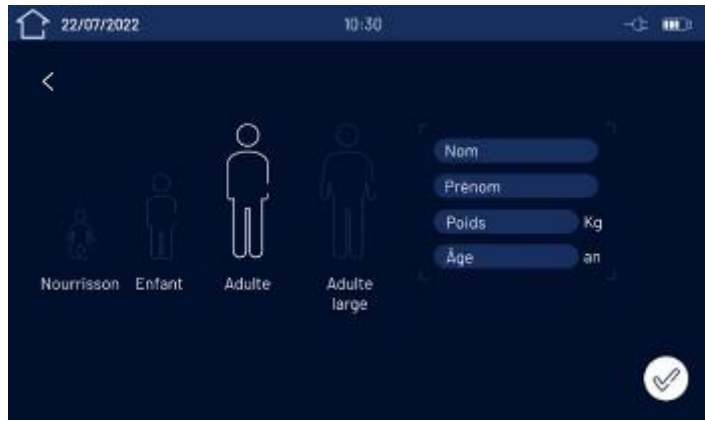 22/07/2022 10:30
Nom
Prénom
Poids Kg
Âge an
Nourrisson Enfant Adulte Adulte
large